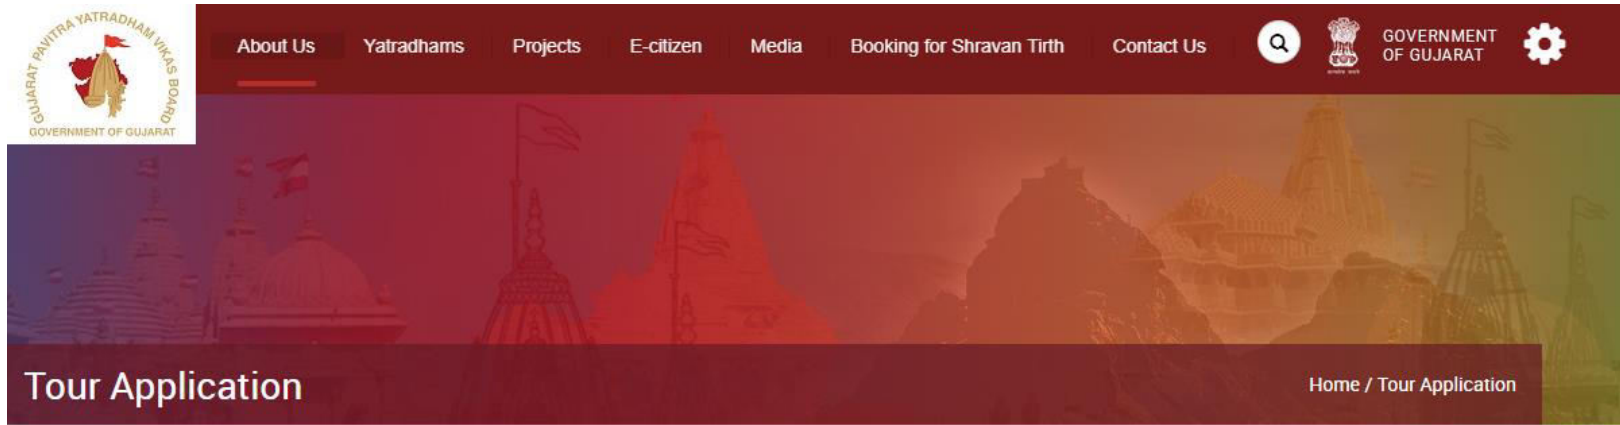 GUJARAT PAVITRA YATRADHAM VIKAS BOARD
GOVERNMENT OF GUJARAT
About Us
Yatradhams
Projects
E-citizen
Media
Booking for Shravan Tirth
Contact Us
GOVERNMENT
OF GUJARAT
Tour Application
Home / Tour Application